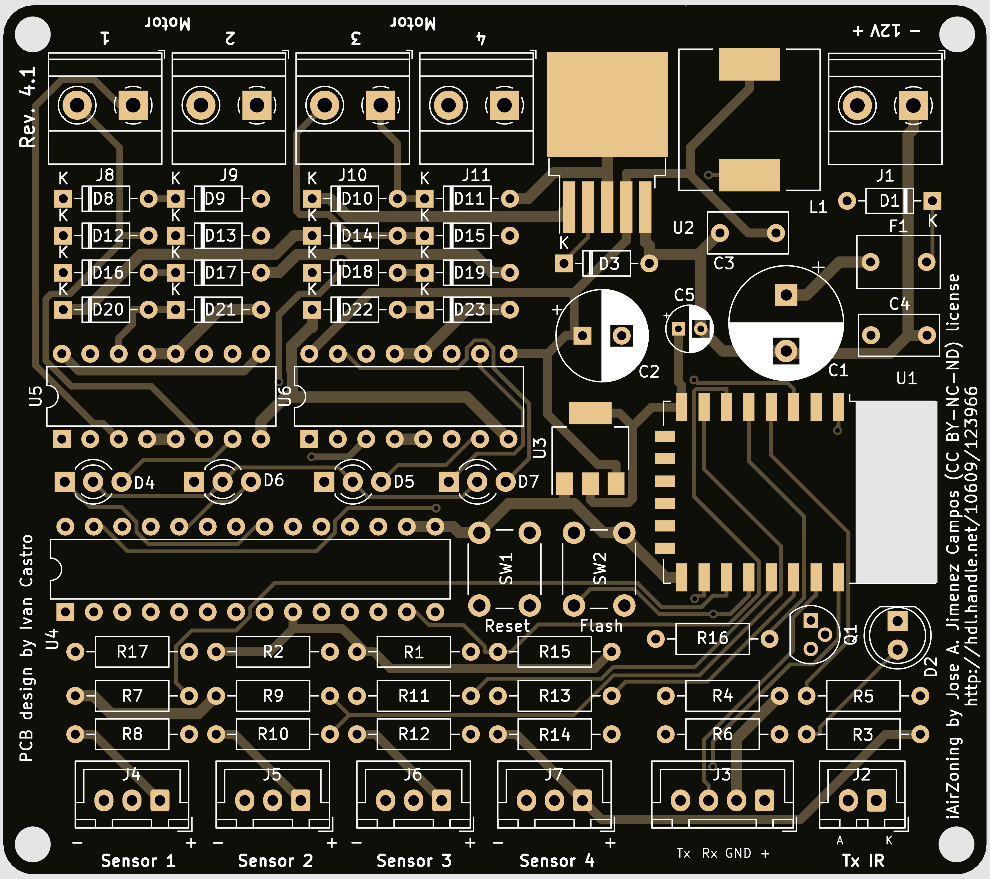 Motor Motor
1 2 3 4
- 12V +
Rev. 4.1
J8 J9 J10 J11 J1
K K K K
D8 D9 D10 D11 L1 D1 K
K K K K
D12 D13 D14 D15 U2 F1
K K K K K
D16 D17 D18 D19 D3 C3
K K K K
D20 D21 D22 D23 + C5 + + C4
C2 C1 U1
U5 U6
U3
D4 D6 D5 D7
SW1 SW2
Reset Flash
U4
R17 R2 R1 R15 R16 Q1 D2
R7 R9 R11 R13 R4 R5
R8 R10 R12 R14 R6 R3
J4 J5 J6 J7 J3 J2
- + - + - + - + A K
Sensor 1 Sensor 2 Sensor 3 Sensor 4 Tx Rx GND + Tx IR
PCB design by Ivan Castro
iAirZoning by Jose A. Jimenez Campos (CC BY-NC-ND) license
http://hdl.handle.net/10609/123966